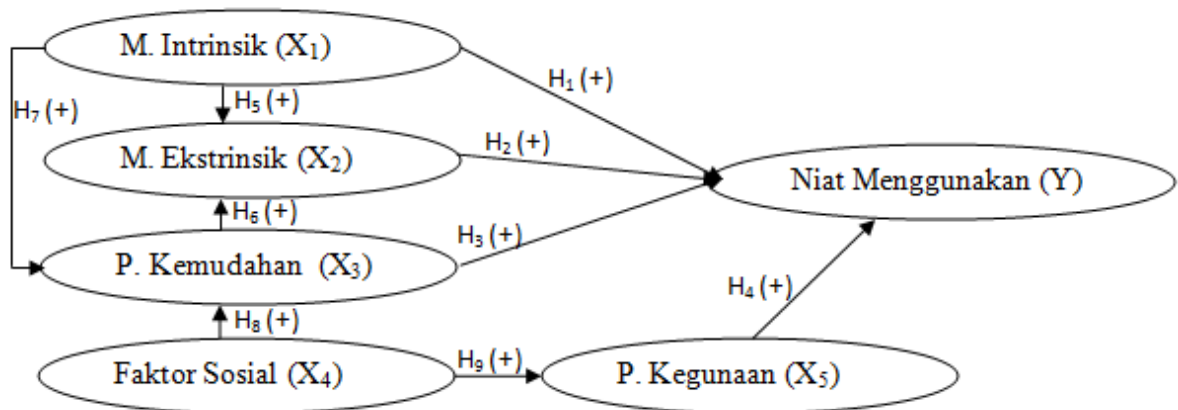 M. Intrinsik (X₁)
H₁ (+)
H₇ (+)
H₅ (+)
H₂ (+)
M. Ekstrinsik (X₂)
Niat Menggunakan (Y)
H₆ (+)
H₃ (+)
P. Kemudahan (X₃)
H₄ (+)
H₈ (+)
Faktor Sosial (X₄)
H₉ (+)
P. Kegunaan (X₅)